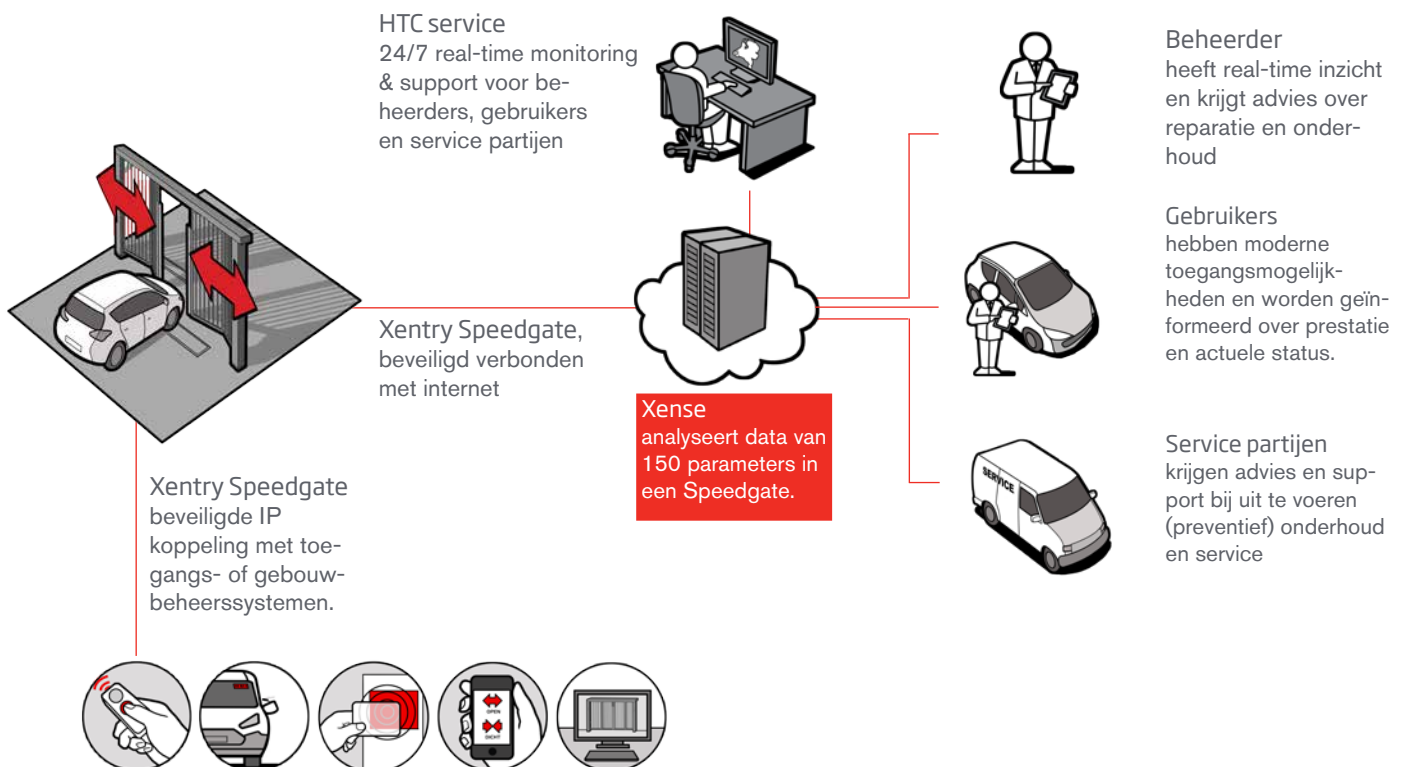 HTC service
24/7 real-time monitoring
& support voor be-
heerders, gebruikers
en service partijen
Beheerder
heeft real-time inzicht
en krijgt advies over
reparatie en onder-
houd
Gebruikers
hebben moderne
toegangsmogelijk-
heden en worden geïn-
formeerd over prestatie
en actuele status.
Xentry Speedgate,
beveiligd verbonden
met internet
Xense
analyseert data van
150 parameters in
een Speedgate.
Service partijen
krijgen advies en sup-
port bij uit te voeren
(preventief) onderhoud
en service
SERVICE
Xentry Speedgate
beveiligde IP
koppeling met toe-
gangs- of gebouw-
beheerssystemen.
OPEN
DICHT